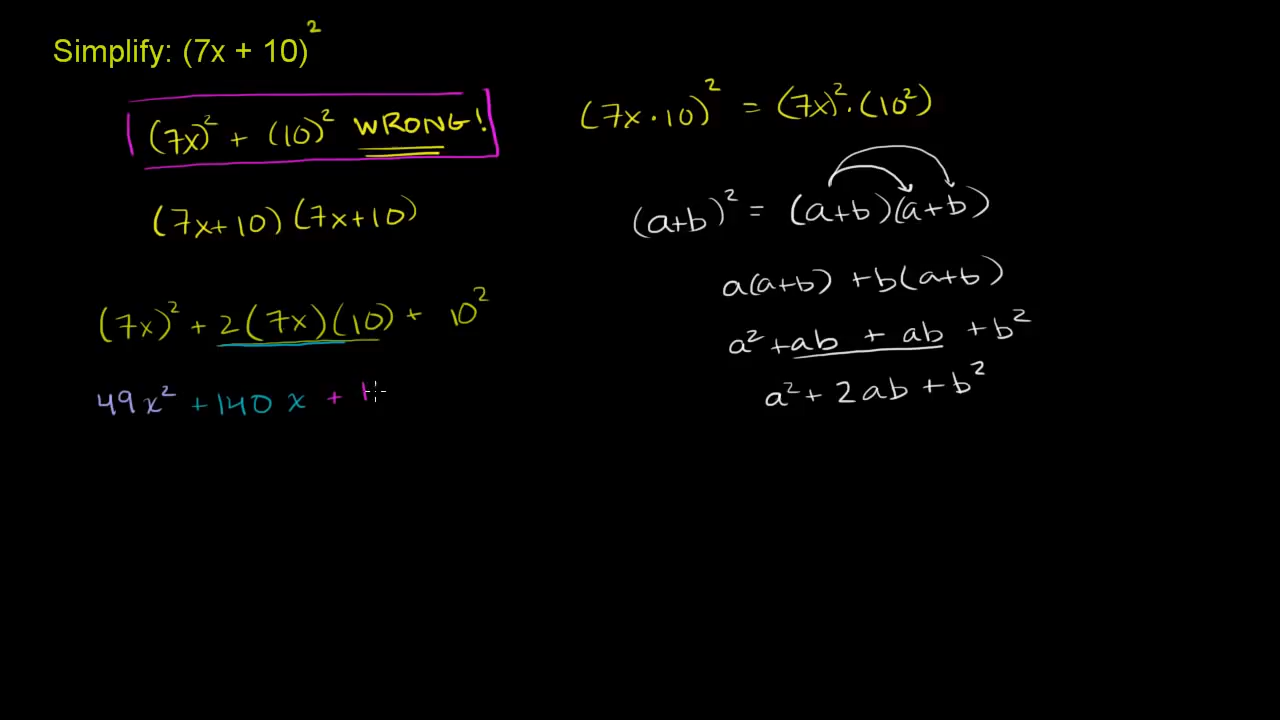 Simplify: (7x + 10)²
(7x)² + (10)² WRONG!
(7x+10)(7x+10)
(7x)² + 2(7x)(10) + 10²
49x² + 140x + 1
(7x · 10)² = (7x)² · (10²)
(a+b)² = (a+b)(a+b)
a(a+b) + b(a+b)
a² + ab + ab + b²
a² + 2ab + b²